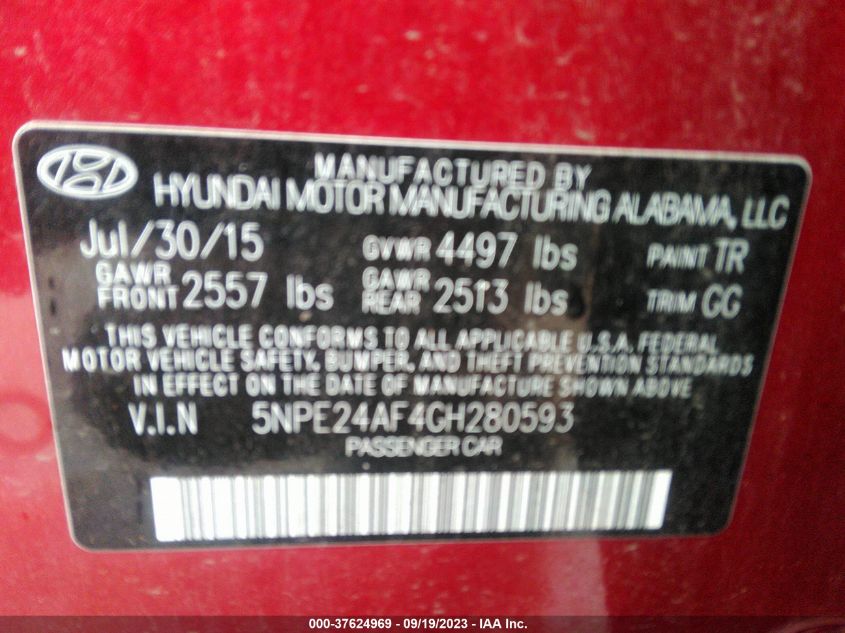 MANUFACTURED BY
HYUNDAI MOTOR MANUFACTURING ALABAMA, LLC
Jul/30/15 GVWR 4497 lbs PAINT TR
GAWR FRONT 2557 lbs GAWR REAR 2513 lbs TRIM GG
THIS VEHICLE CONFORMS TO ALL APPLICABLE U.S.A. FEDERAL
MOTOR VEHICLE SAFETY, BUMPER, AND THEFT PREVENTION STANDARDS
IN EFFECT ON THE DATE OF MANUFACTURE SHOWN ABOVE.
V.I.N 5NPE24AF4GH280593
PASSENGER CAR
000-37624969 - 09/19/2023 - IAA Inc.